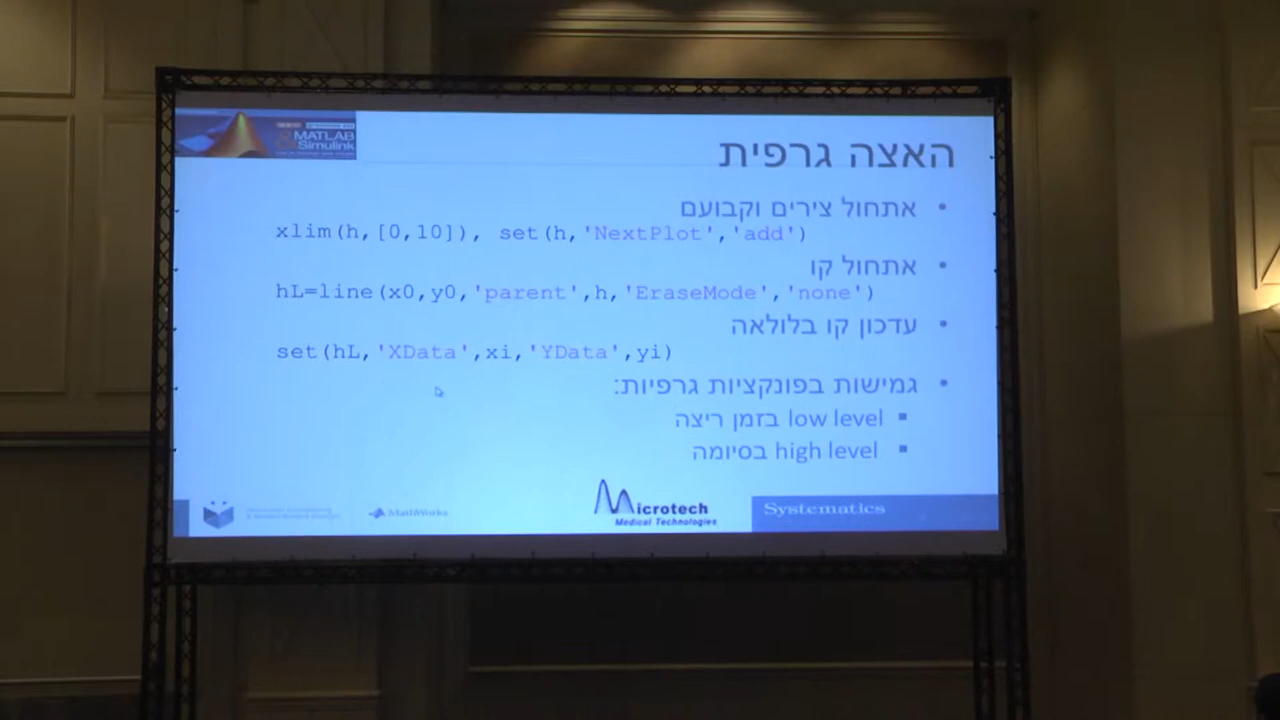 MATLAB
& Simulink
האצה גרפית
• אתחול צירים וקבועם
xlim(h,[0,10]), set(h,'NextPlot','add')
• אתחול קו
hL=line(x0,y0,'parent',h,'EraseMode','none')
• עדכון קו בלולאה
set(hL,'XData',xi,'YData',yi)
• גמישות בפונקציות גרפיות:
▪ low level בזמן ריצה
▪ high level בסיומה
MathWorks
Microtech
Medical Technologies
Systematics